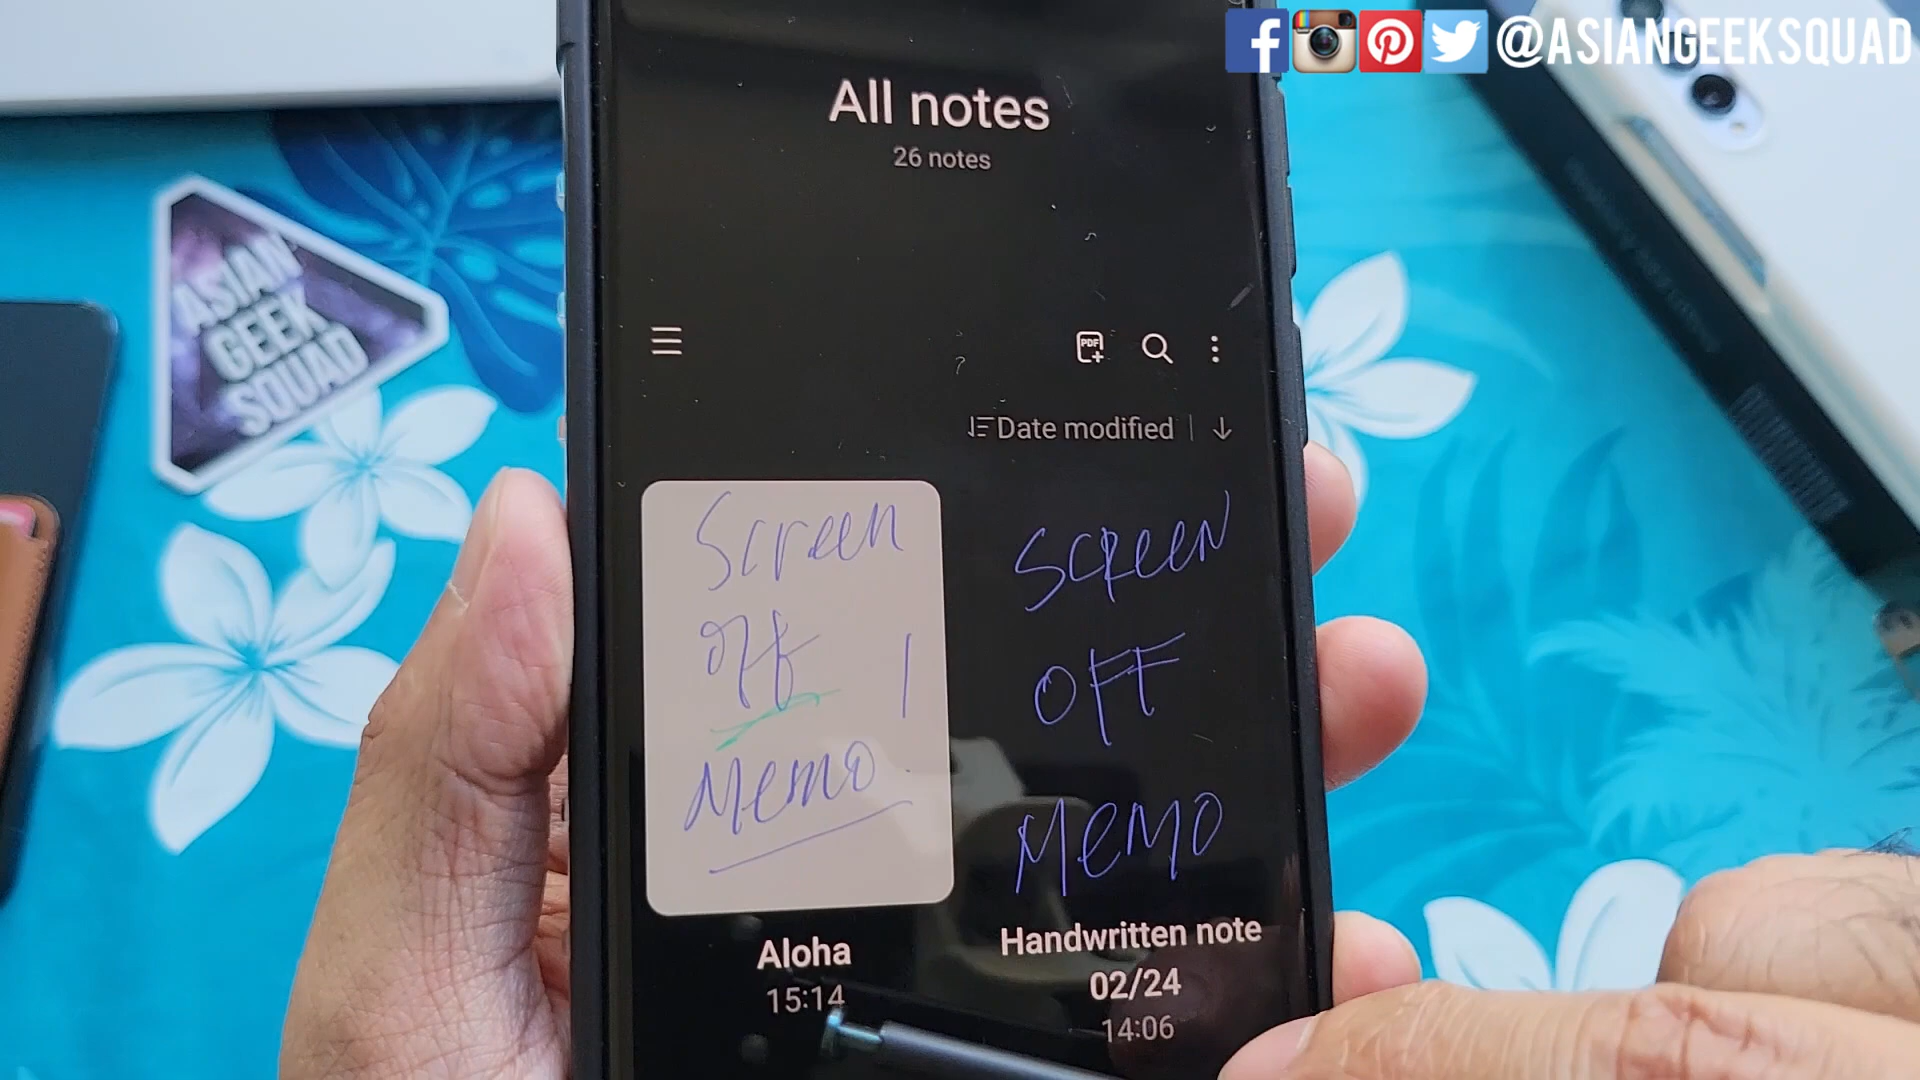 @ASIANGEEKSQUAD
All notes
26 notes
ASIAN
GEEK
SQUAD
PDF
Date modified
Screen
off
Memo
SCREEN
OFF
MEMO
Aloha
15:14
Handwritten note
02/24
14:06